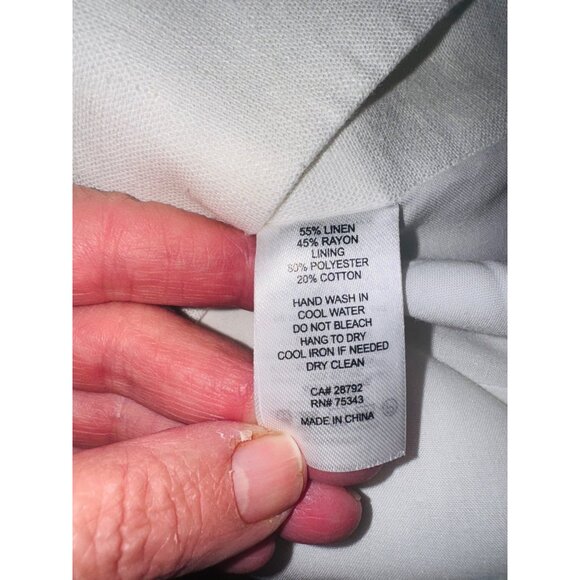 55% LINEN
45% RAYON
LINING
80% POLYESTER
20% COTTON
HAND WASH IN
COOL WATER
DO NOT BLEACH
HANG TO DRY
COOL IRON IF NEEDED
DRY CLEAN
CA# 28792
RN# 75343
MADE IN CHINA